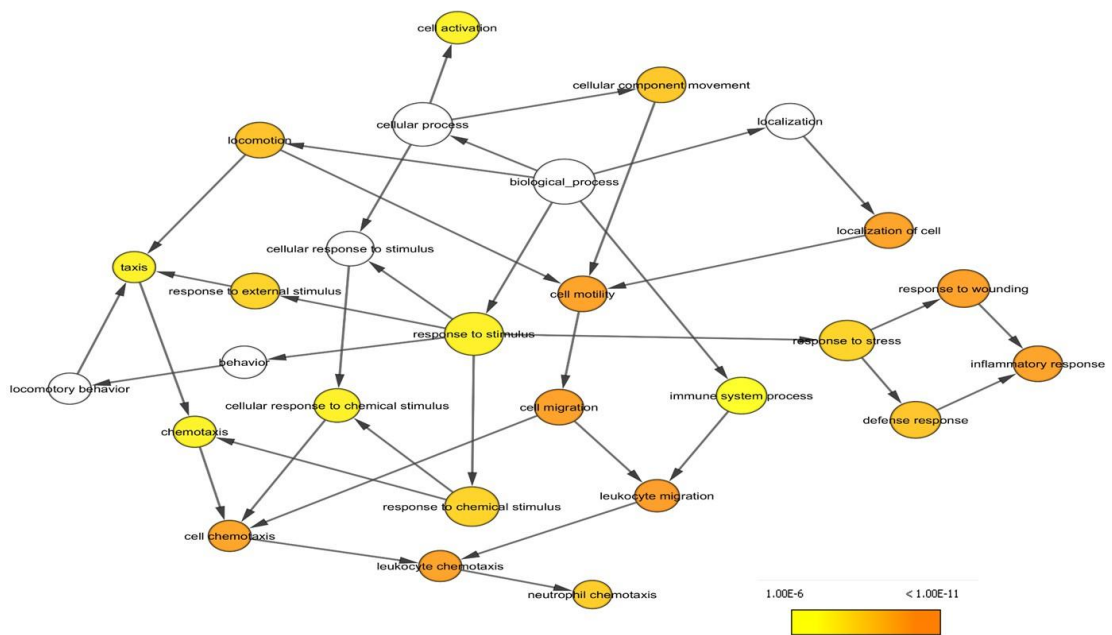 cell activation
cellular component movement
cellular process
localization
locomotion
biological_process
localization of cell
cellular response to stimulus
taxis
response to external stimulus
cell motility
response to wounding
response to stimulus
response to stress
behavior
inflammatory response
locomotory behavior
cellular response to chemical stimulus
cell migration
immune system process
defense response
chemotaxis
leukocyte migration
response to chemical stimulus
cell chemotaxis
leukocyte chemotaxis
neutrophil chemotaxis
1.00E-6 < 1.00E-11